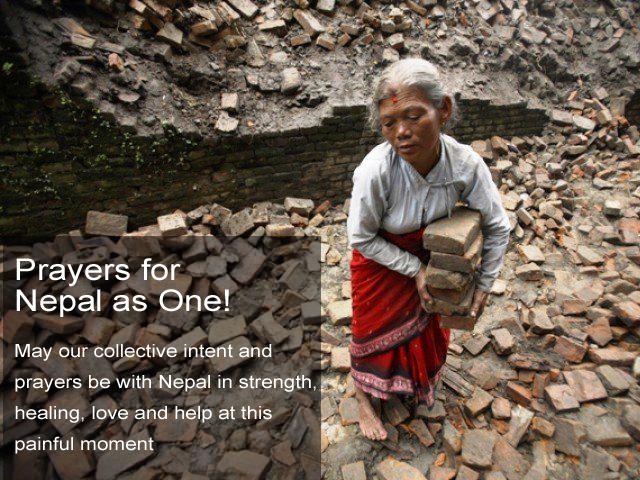 Prayers for
Nepal as One!
May our collective intent and
prayers be with Nepal in strength,
healing, love and help at this
painful moment